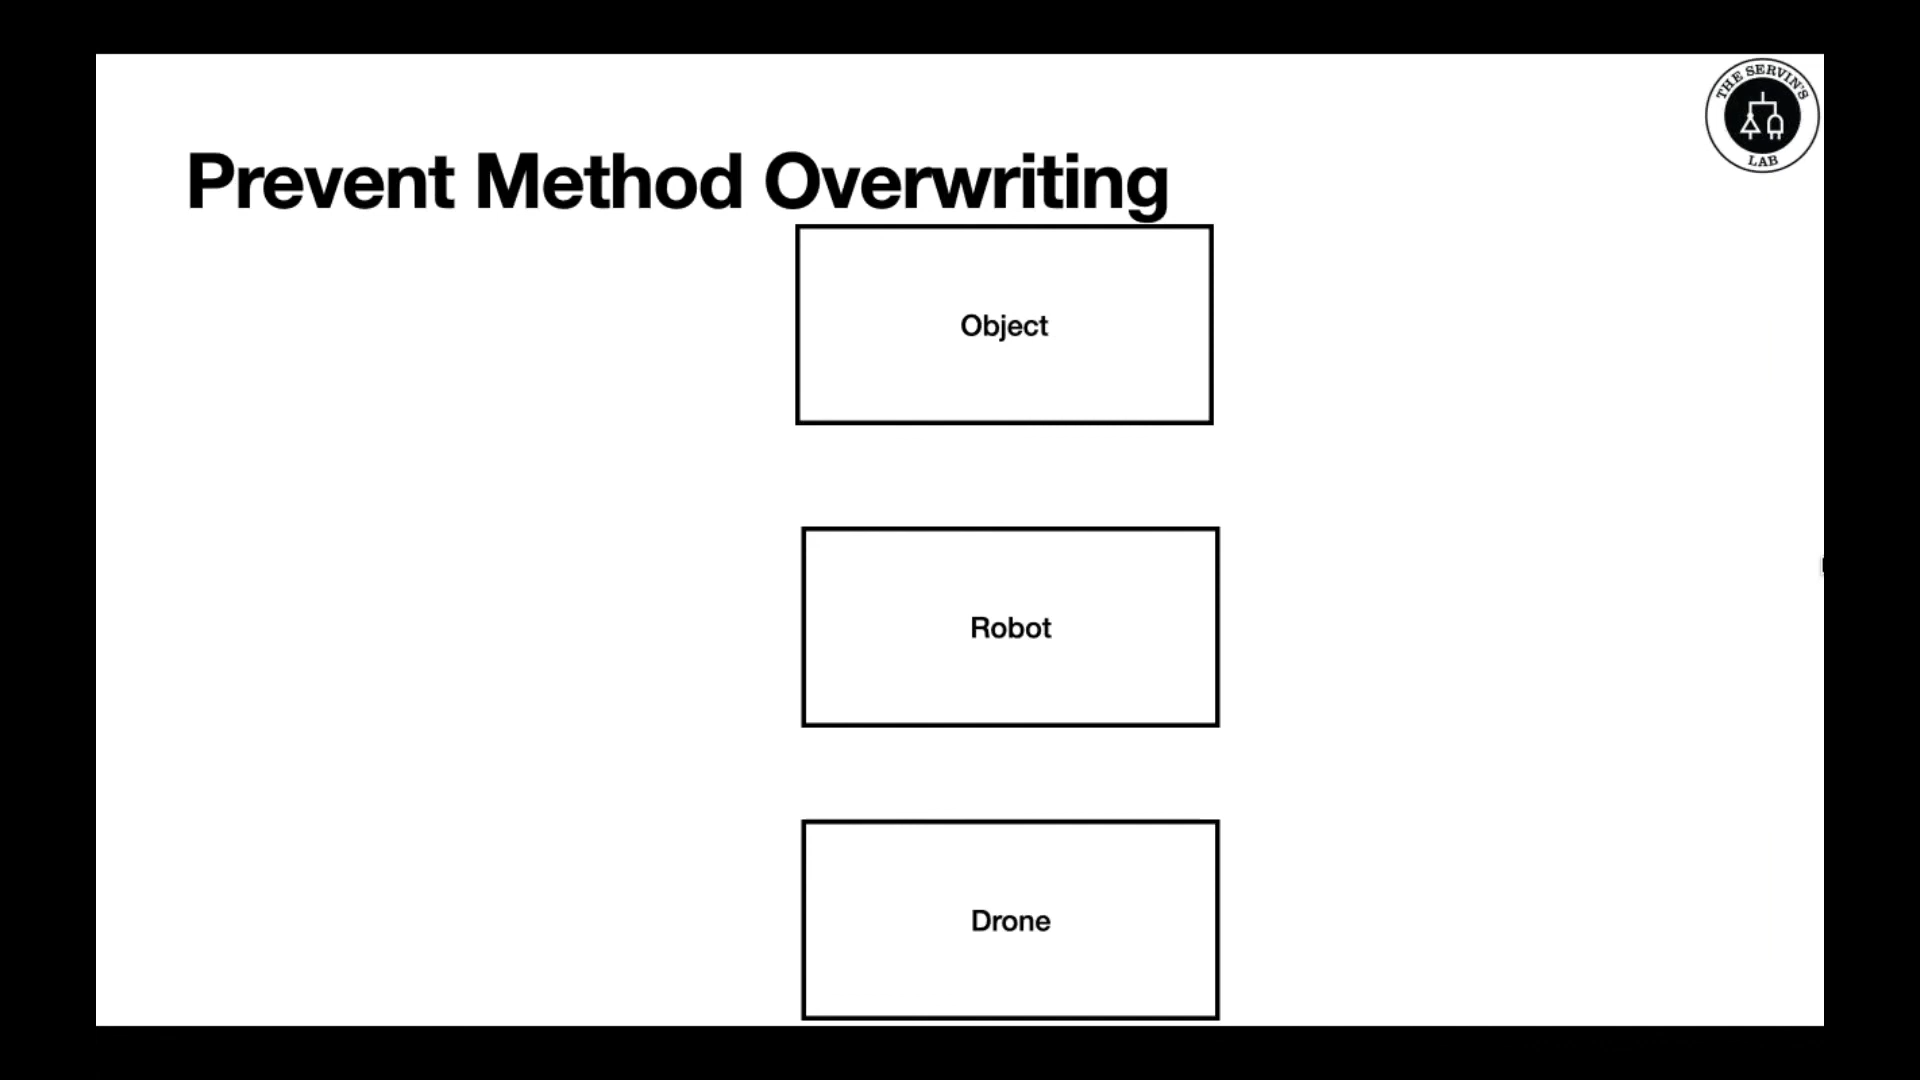 THE SERVIN'S
LAB
Prevent Method Overwriting
Object
Robot
Drone